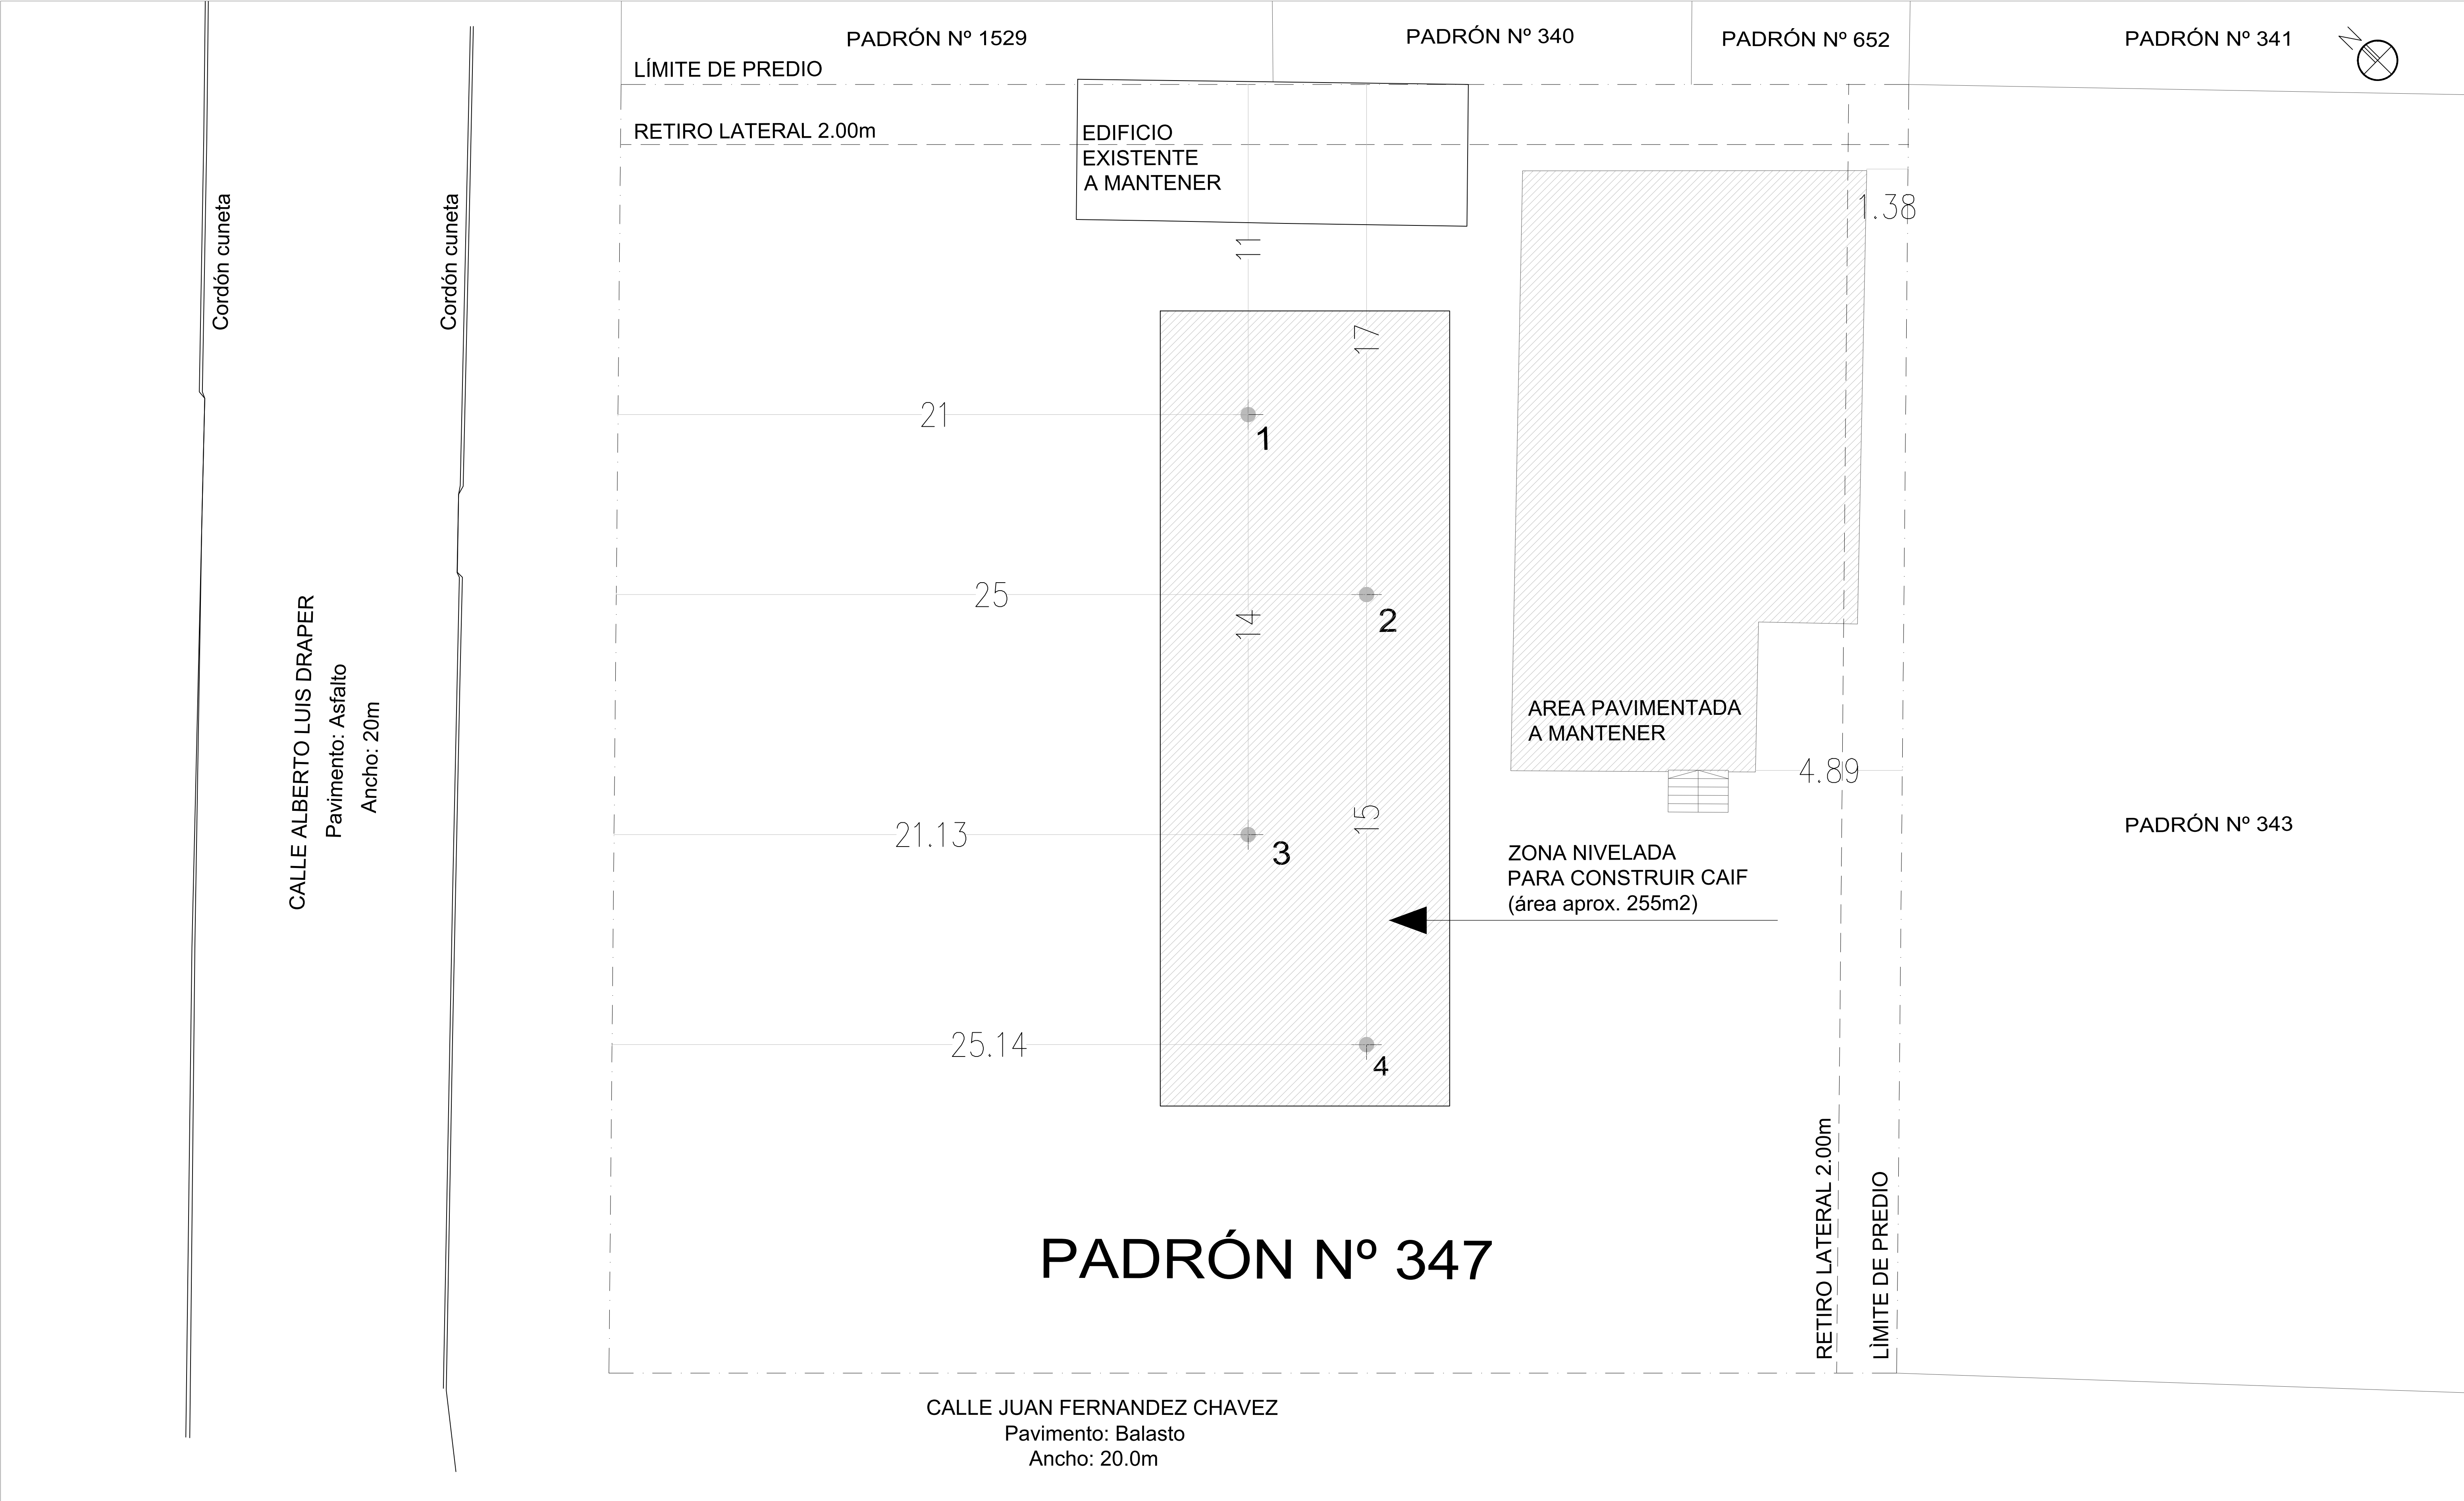 PADRÓN Nº 1529
PADRÓN Nº 340
PADRÓN Nº 652
PADRÓN Nº 341
N
LÍMITE DE PREDIO
RETIRO LATERAL 2.00m
EDIFICIO
EXISTENTE
A MANTENER
Cordón cuneta
Cordón cuneta
1.38
11
17
21
1
25
2
14
CALLE ALBERTO LUIS DRAPER
Pavimento: Asfalto
Ancho: 20m
AREA PAVIMENTADA
A MANTENER
4.89
15
21.13
3
PADRÓN Nº 343
ZONA NIVELADA
PARA CONSTRUIR CAIF
(área aprox. 255m2)
25.14
4
RETIRO LATERAL 2.00m
LÌMITE DE PREDIO
PADRÓN Nº 347
CALLE JUAN FERNANDEZ CHAVEZ
Pavimento: Balasto
Ancho: 20.0m